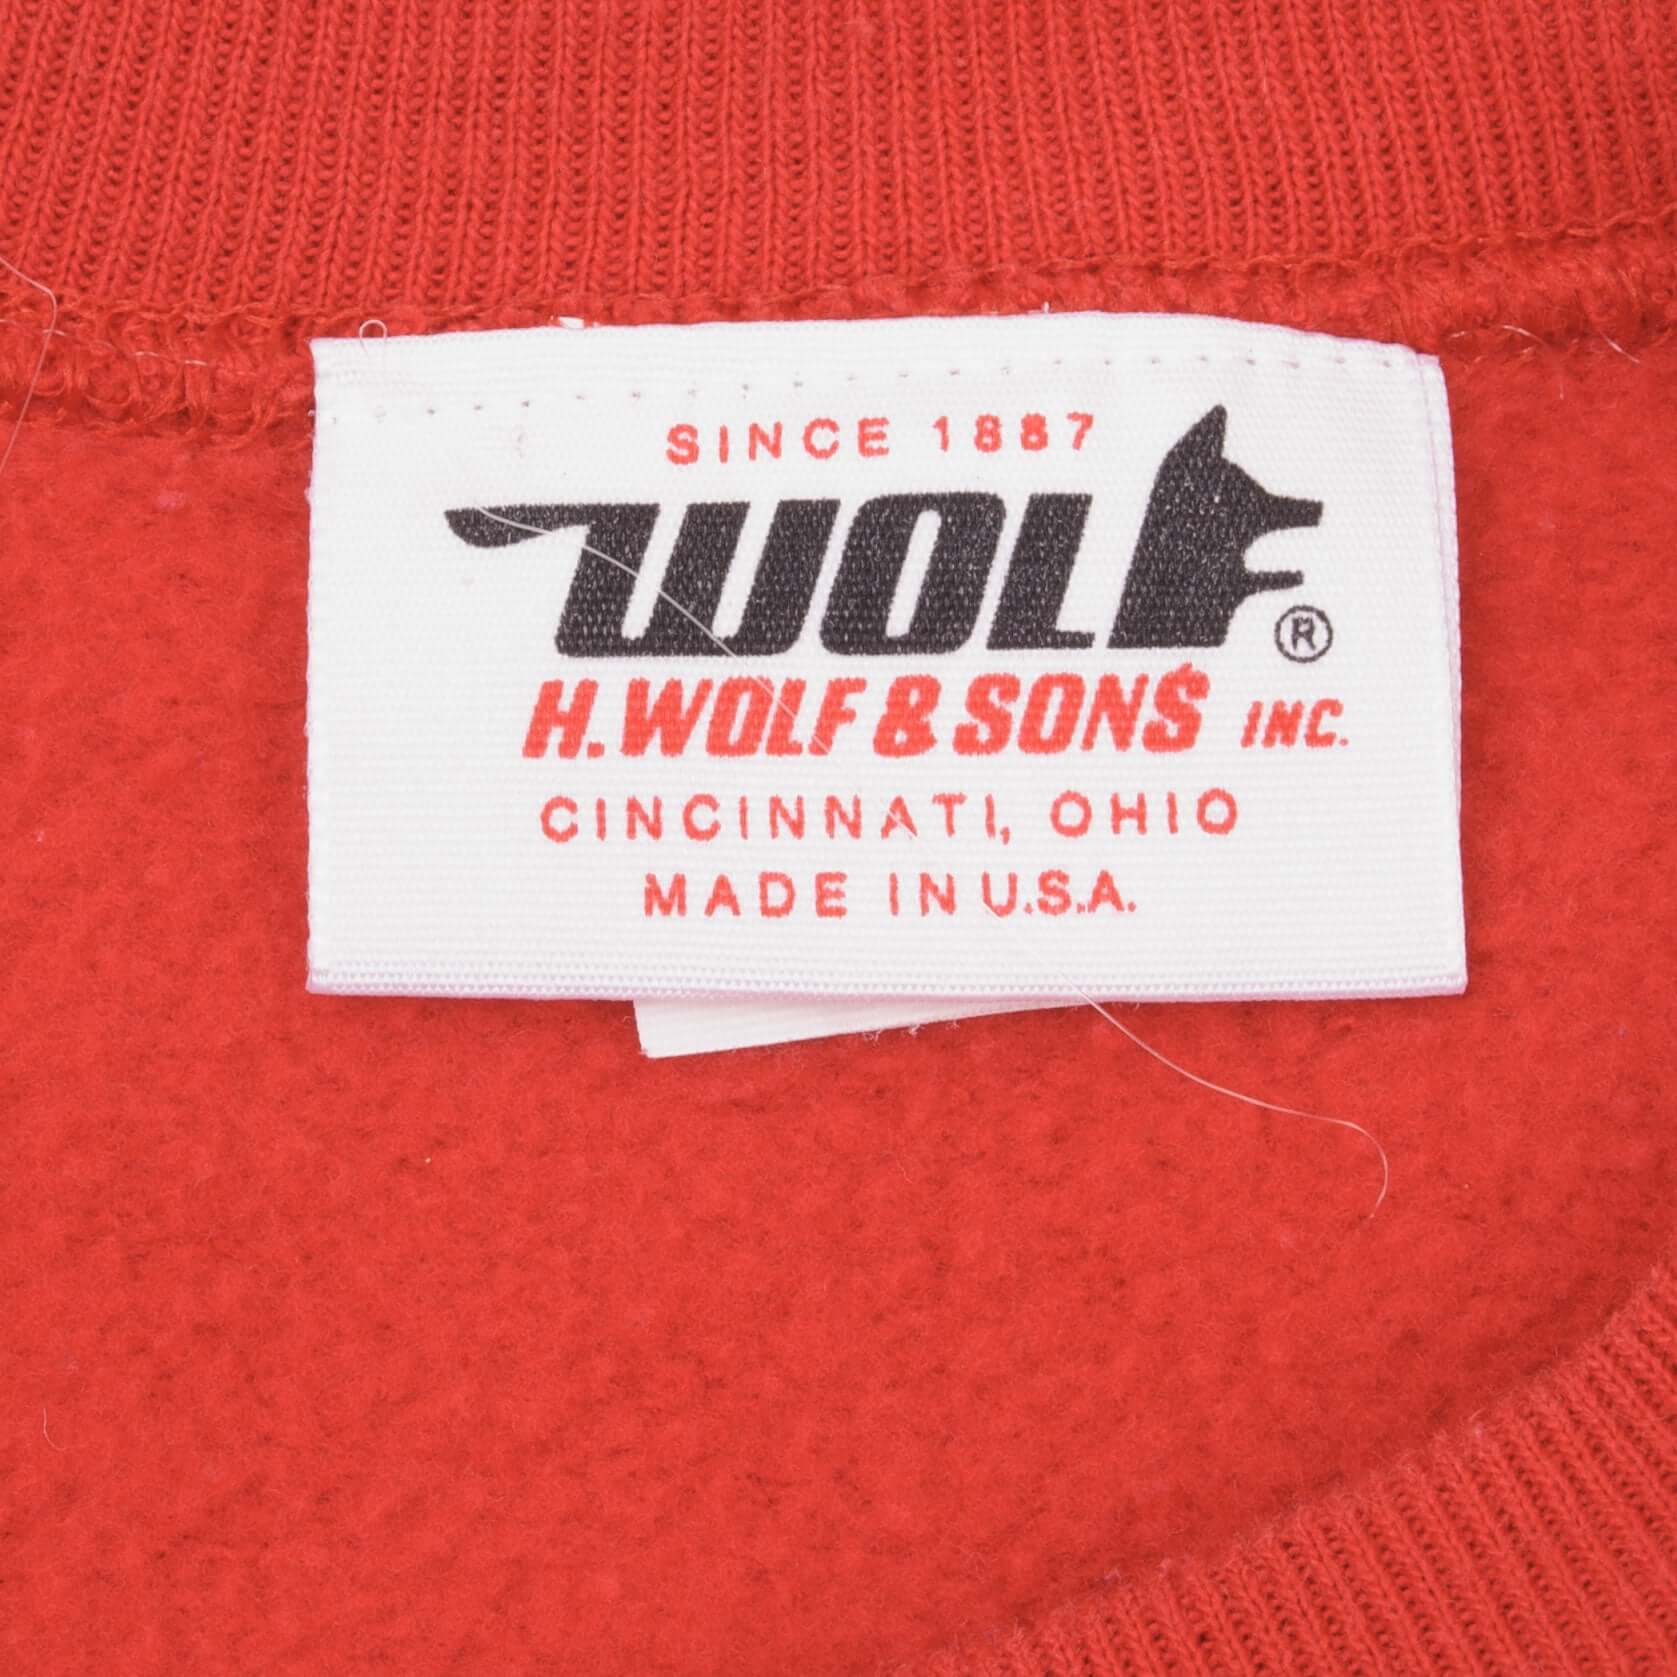 SINCE 1887
WOLF ®
H. WOLF & SONS INC.
CINCINNATI, OHIO
MADE IN U.S.A.